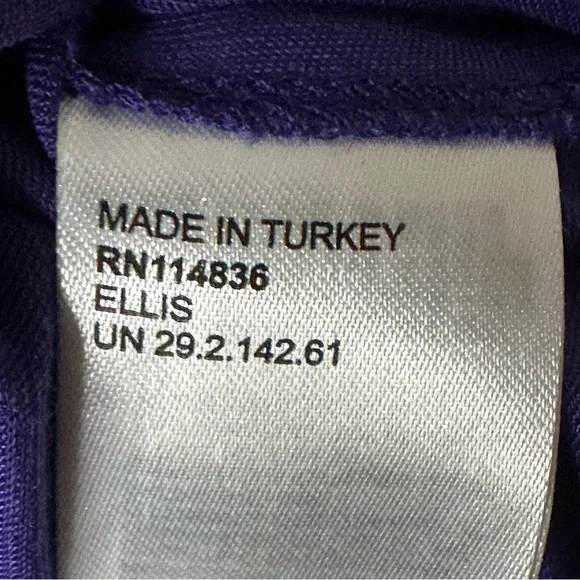 MADE IN TURKEY
RN114836
ELLIS
UN 29.2.142.61